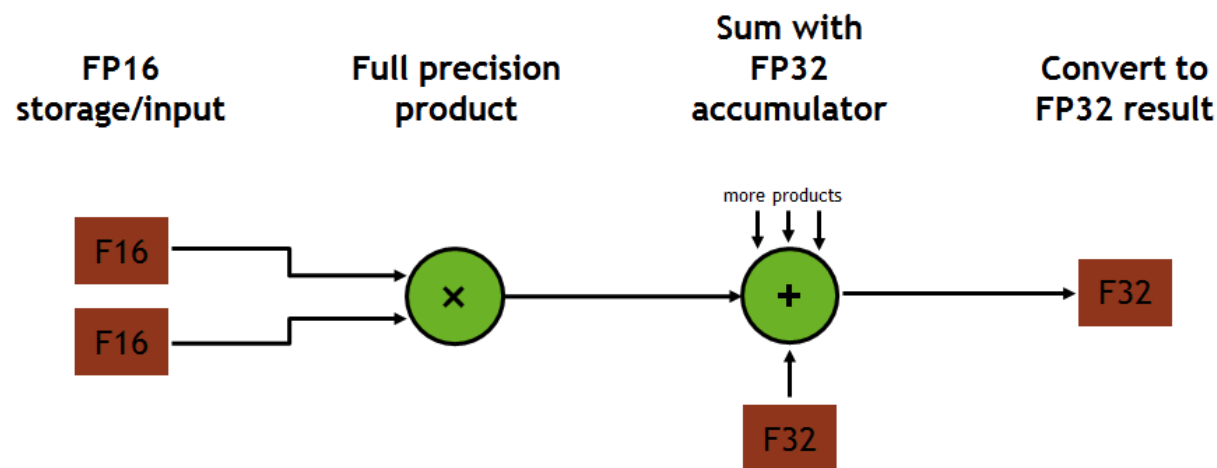 FP16
storage/input
Full precision
product
Sum with
FP32
accumulator
Convert to
FP32 result
more products
F16
F16
×
+
F32
F32